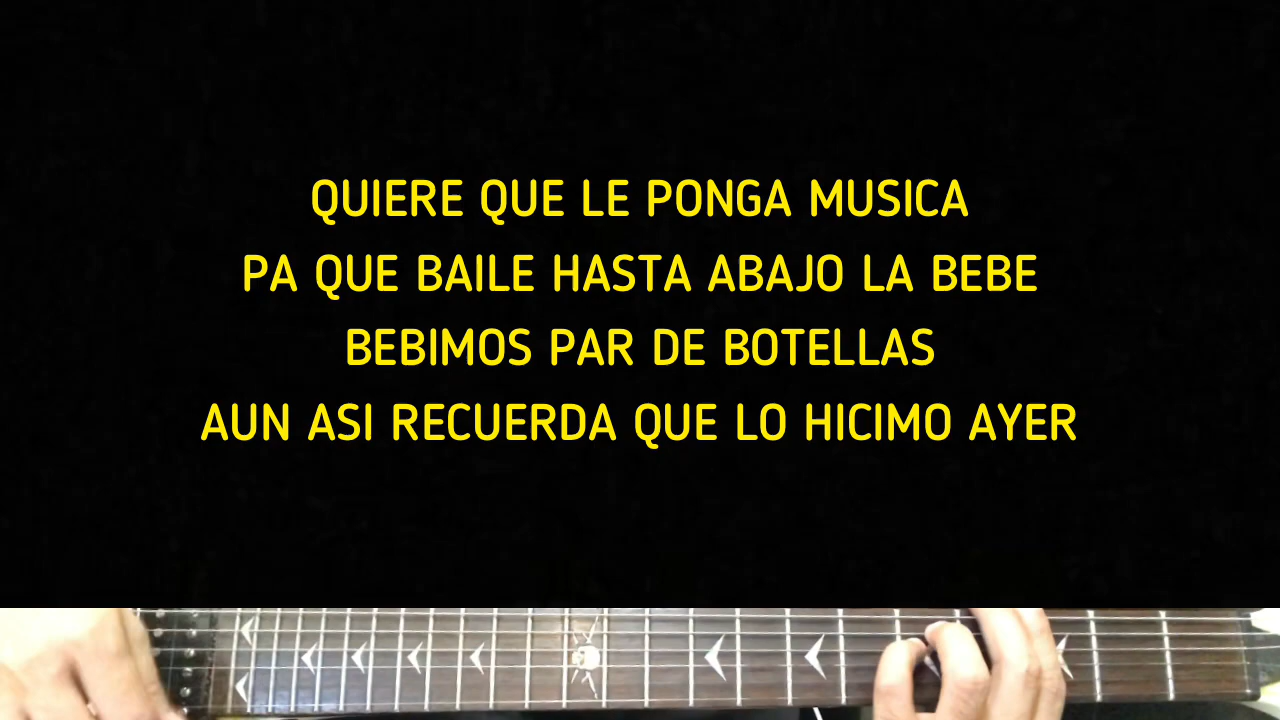 QUIERE QUE LE PONGA MUSICA
PA QUE BAILE HASTA ABAJO LA BEBE
BEBIMOS PAR DE BOTELLAS
AUN ASI RECUERDA QUE LO HICIMO AYER